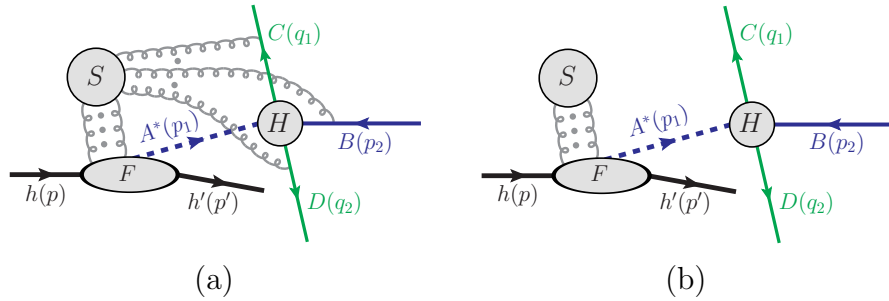 C(q₁)
S
A*(p₁)
H
B(p₂)
F
h(p)
h′(p′)
D(q₂)
(a)
C(q₁)
S
A*(p₁)
H
B(p₂)
F
h(p)
h′(p′)
D(q₂)
(b)